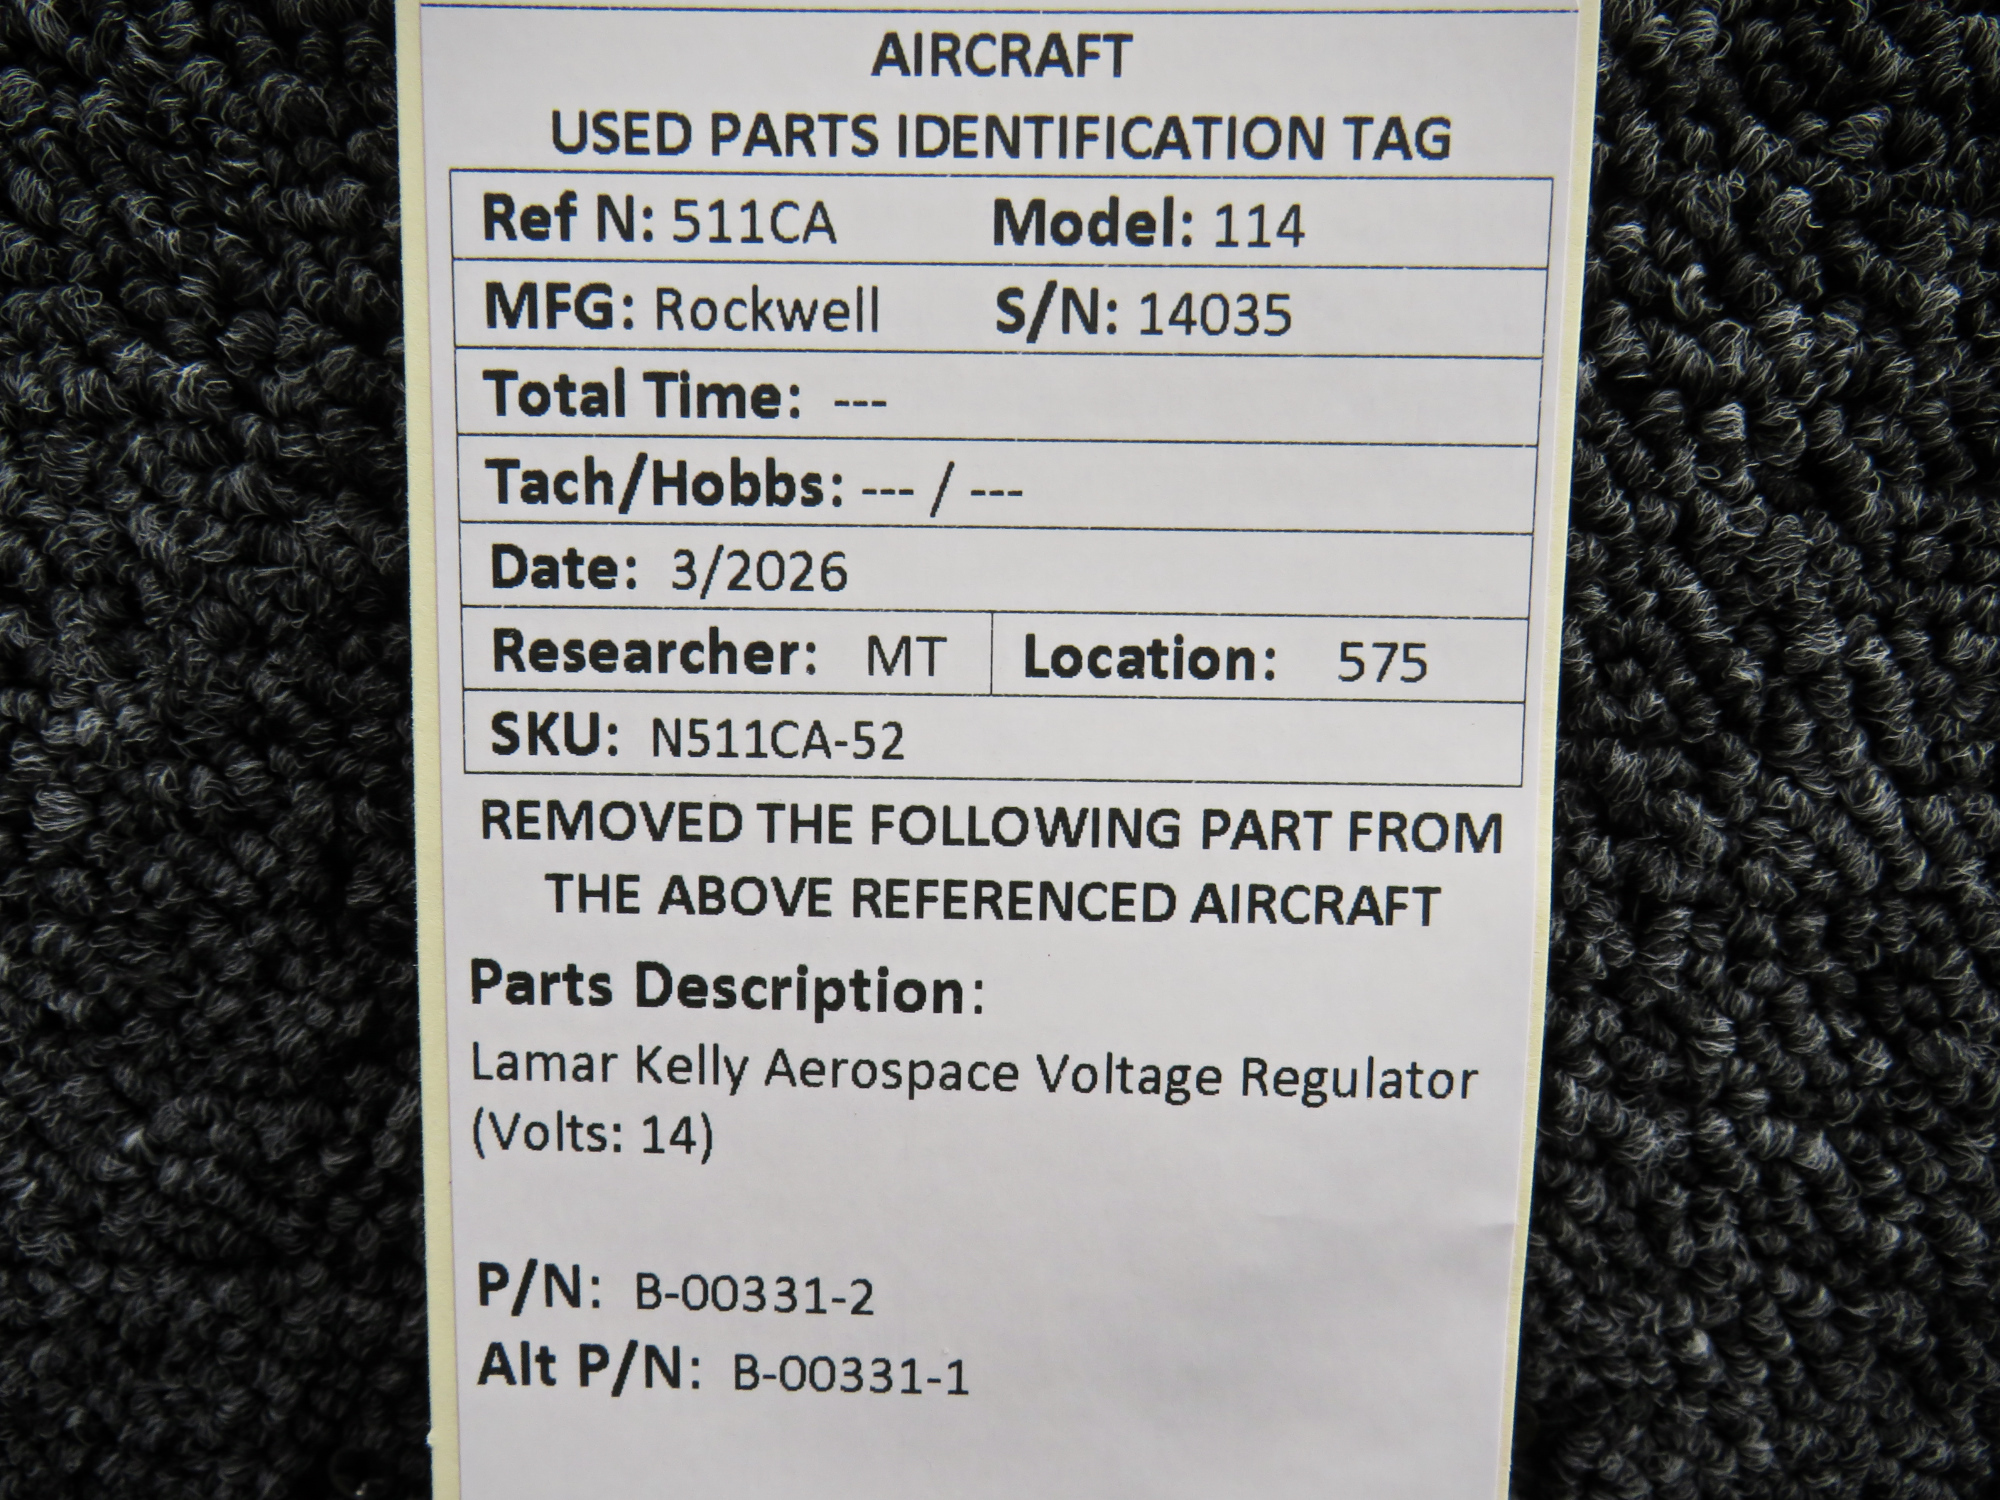 AIRCRAFT
USED PARTS IDENTIFICATION TAG
Ref N: 511CA Model: 114
MFG: Rockwell S/N: 14035
Total Time: ---
Tach/Hobbs: --- / ---
Date: 3/2026
Researcher: MT Location: 575
SKU: N511CA-52
REMOVED THE FOLLOWING PART FROM
THE ABOVE REFERENCED AIRCRAFT
Parts Description:
Lamar Kelly Aerospace Voltage Regulator
(Volts: 14)
P/N: B-00331-2
Alt P/N: B-00331-1